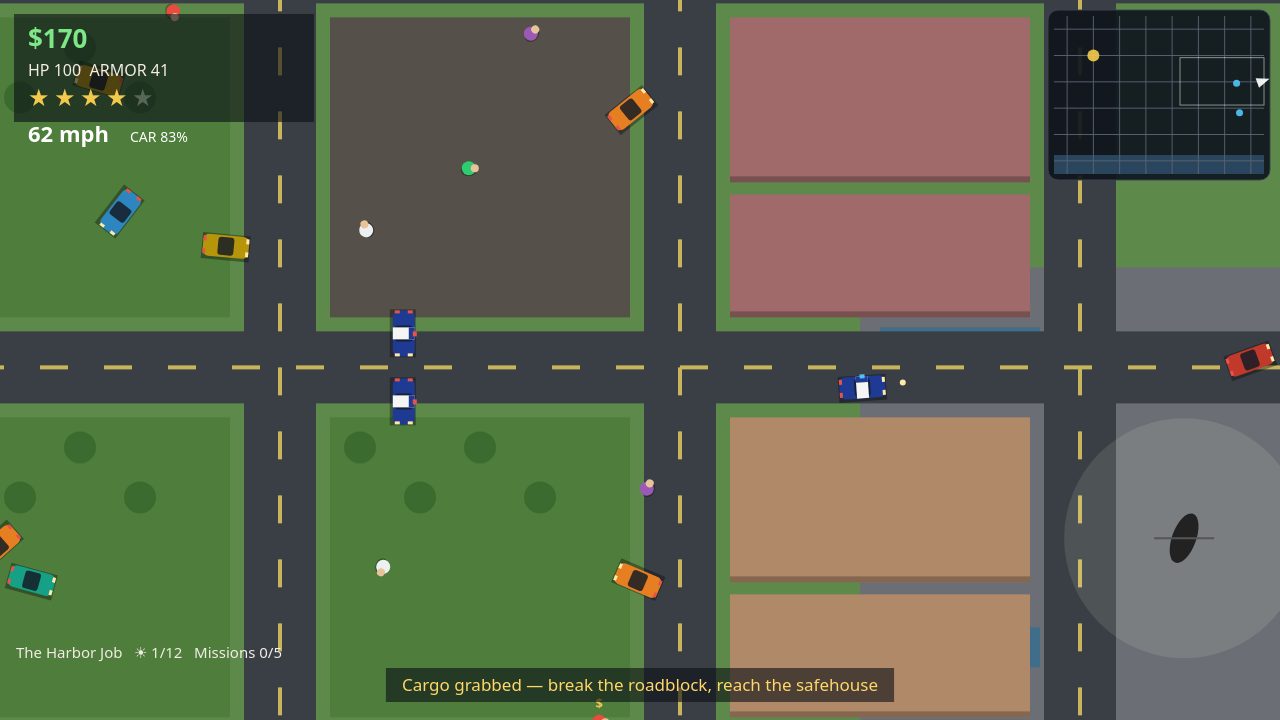 $170
HP 100 ARMOR 41
★ ★ ★ ★ ★
62 mph CAR 83%
The Harbor Job ☀ 1/12 Missions 0/5
Cargo grabbed — break the roadblock, reach the safehouse
$